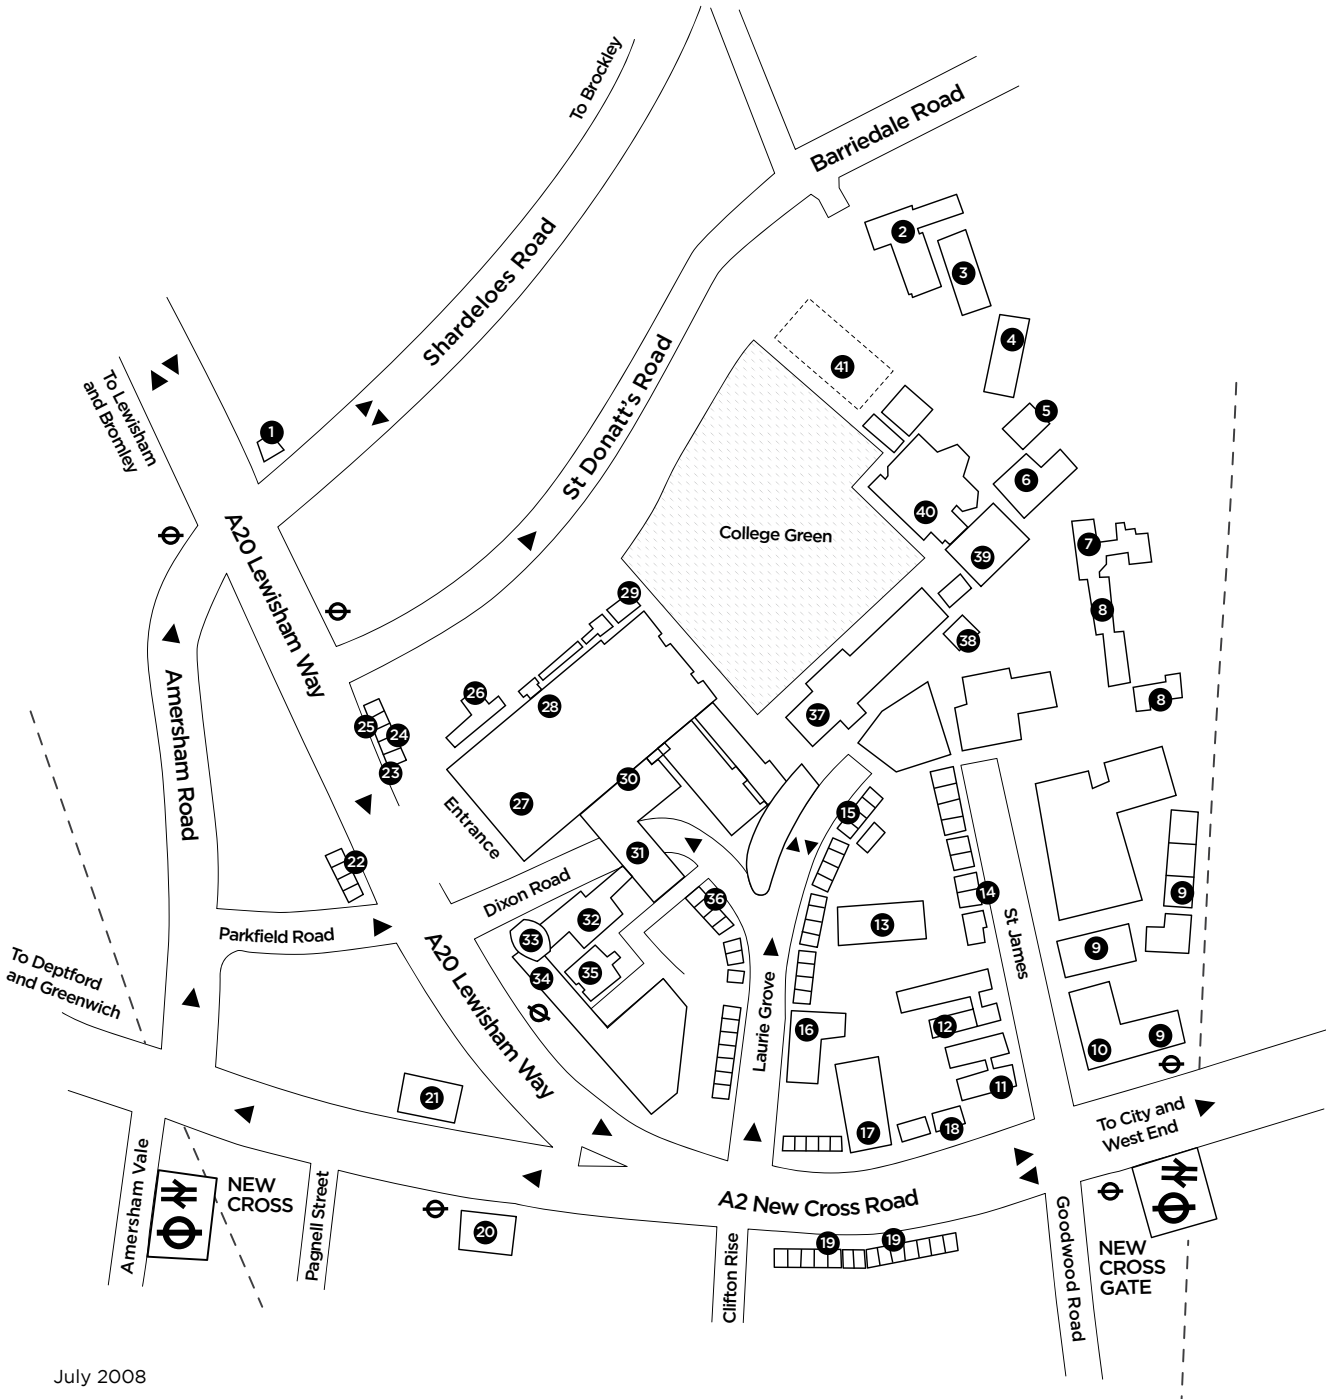 To Brockley
Barriedale Road
2
3
Shardeloes Road
4
41
St Donatt's Road
To Lewisham
and Bromley
5
1
6
40
College Green
A20 Lewisham Way
7
39
29
8
38
26
28
8
37
25
24
23
Amersham Road
30
27
Entrance
15
31
22
9
14
36
Dixon Road
32
13
33
Parkfield Road
St James
9
A20 Lewisham Way
35
34
To Deptford
and Greenwich
Laurie Grove
16
12
9
10
11
21
17
18
To City and
West End
Amersham Vale
NEW
CROSS
Pagnell Street
A2 New Cross Road
20
19
19
Clifton Rise
Goodwood Road
NEW
CROSS
GATE
July 2008